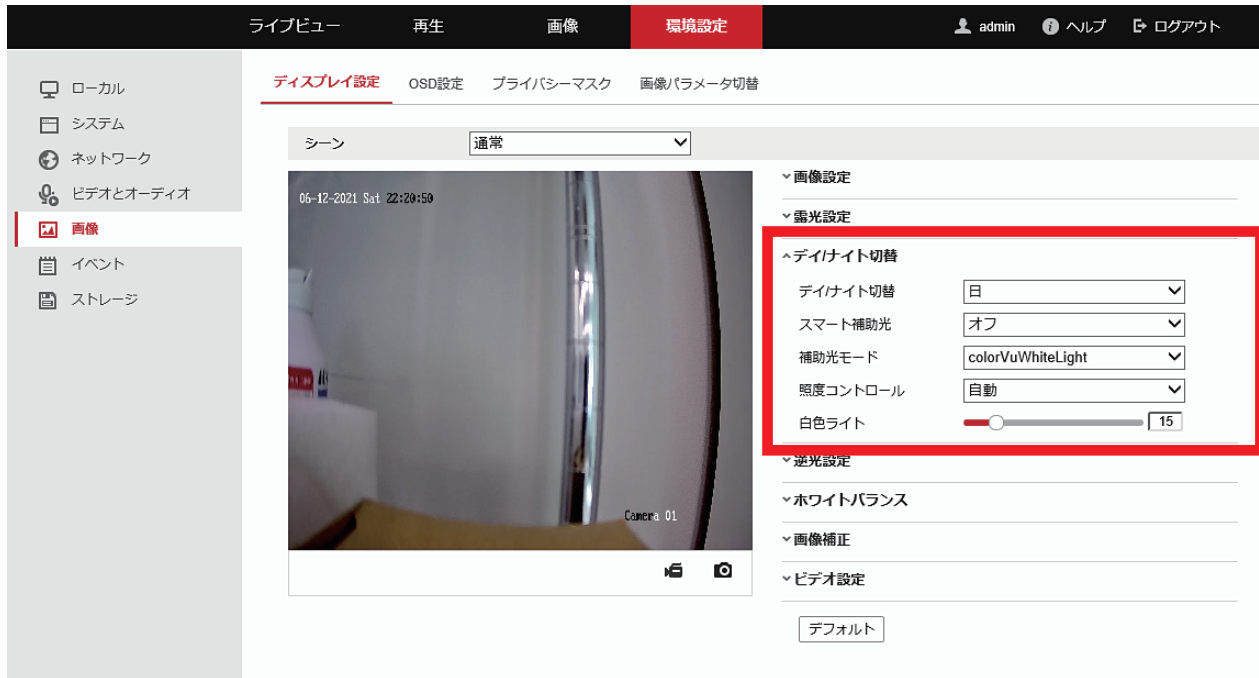 ライブビュー 再生 画像 環境設定 admin ヘルプ ログアウト
ローカル
システム
ネットワーク
ビデオとオーディオ
画像
イベント
ストレージ
ディスプレイ設定 OSD設定 プライバシーマスク 画像パラメータ切替
シーン 通常
06-12-2021 Sat 22:20:50
Camera 01
画像設定
露光設定
デイ/ナイト切替
デイ/ナイト切替 日
スマート補助光 オフ
補助光モード colorVuWhiteLight
照度コントロール 自動
白色ライト 15
逆光設定
ホワイトバランス
画像補正
ビデオ設定
デフォルト